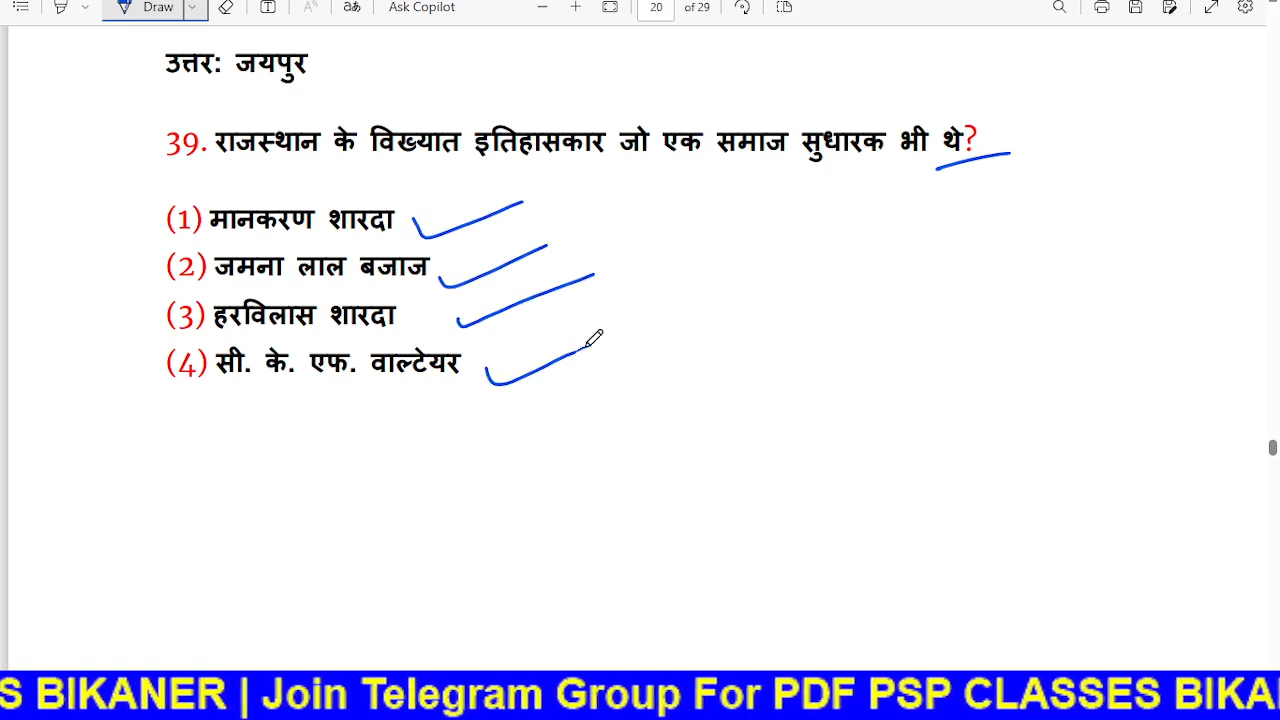 Draw
Ask Copilot
20 of 29
उत्तर: जयपुर
39. राजस्थान के विख्यात इतिहासकार जो एक समाज सुधारक भी थे?
(1) मानकरण शारदा
(2) जमना लाल बजाज
(3) हरविलास शारदा
(4) सी. के. एफ. वाल्टेयर
S BIKANER | Join Telegram Group For PDF PSP CLASSES BIKA